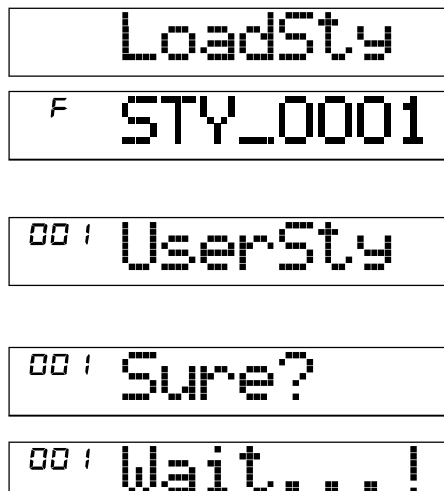 LoadSty
F STY_0001
001 UserSty
001 Sure?
001 Wait...!